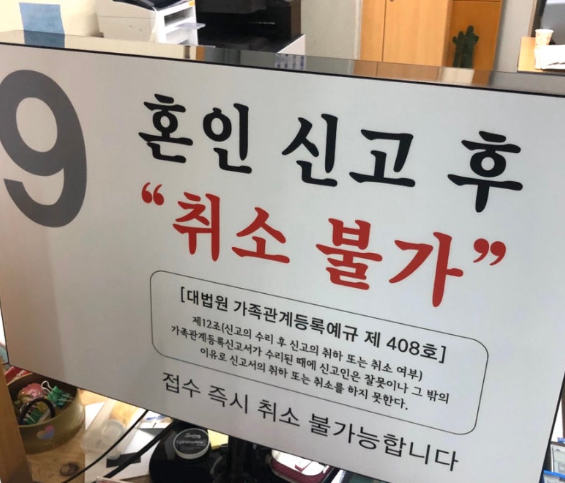 9
혼인 신고 후
“취소 불가”
[대법원 가족관계등록예규 제 408호]
제12조(신고의 수리 후 신고의 취하 또는 취소 여부)
가족관계등록신고서가 수리된 때에 신고인은 잘못이나 그 밖의
이유로 신고서의 취하 또는 취소를 하지 못한다.
접수 즉시 취소 불가능합니다